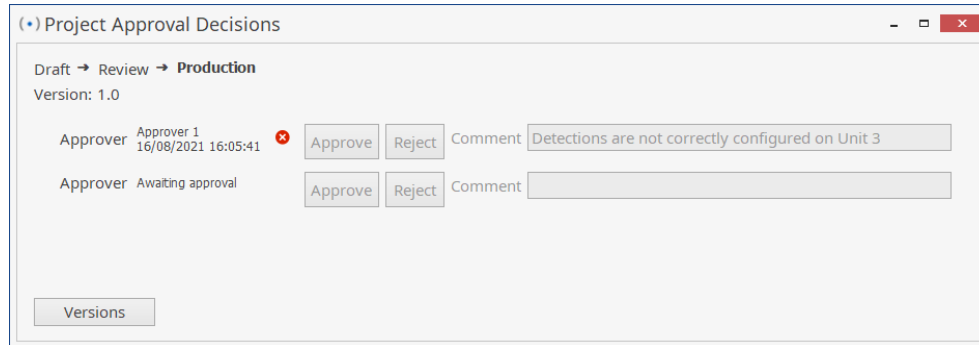 Project Approval Decisions
Draft → Review → Production
Version: 1.0
Approver Approver 1 16/08/2021 16:05:41 Approve Reject Comment Detections are not correctly configured on Unit 3
Approver Awaiting approval Approve Reject Comment
Versions